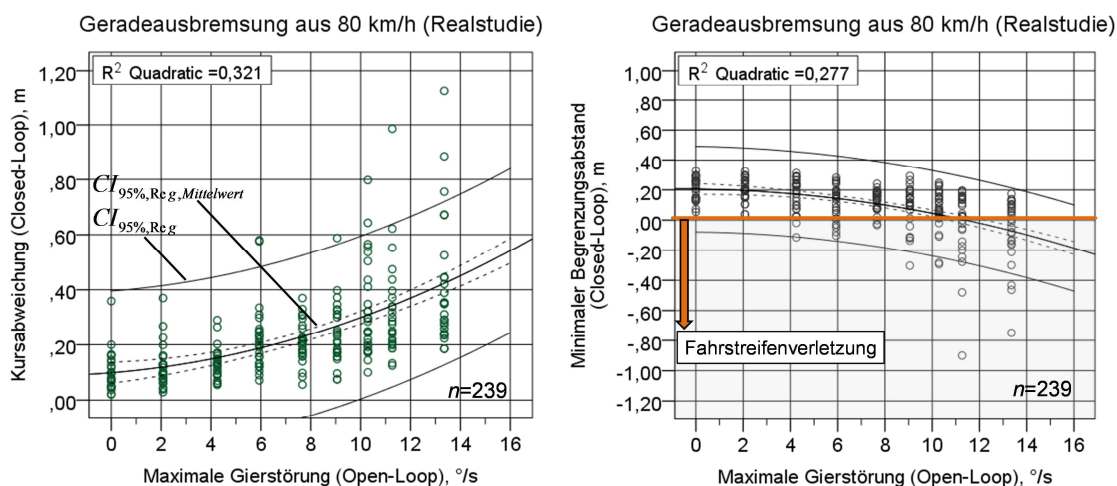 Geradeausbremsung aus 80 km/h (Realstudie)
R² Quadratic =0,321
Kursabweichung (Closed-Loop), m
1,20
1,00
,80
,60
,40
,20
,00
CI95%,Reg,Mittelwert
CI95%,Reg
n=239
0 2 4 6 8 10 12 14 16
Maximale Gierstörung (Open-Loop), °/s
Geradeausbremsung aus 80 km/h (Realstudie)
R² Quadratic =0,277
Minimaler Begrenzungsabstand
(Closed-Loop), m
1,00
,80
,60
,40
,20
,00
-,20
-,40
-,60
-,80
-1,00
-1,20
Fahrstreifenverletzung
n=239
0 2 4 6 8 10 12 14 16
Maximale Gierstörung (Open-Loop), °/s